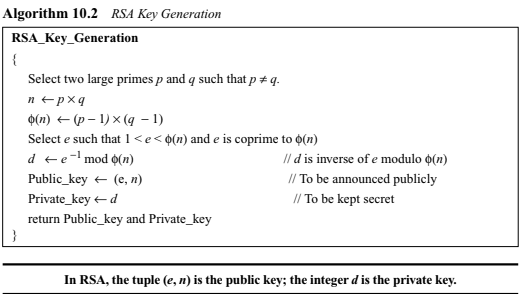 Algorithm 10.2 RSA Key Generation
RSA_Key_Generation
{
Select two large primes p and q such that p ≠ q.
n ← p × q
ϕ(n) ← (p − 1) × (q − 1)
Select e such that 1 < e < ϕ(n) and e is coprime to ϕ(n)
d ← e⁻¹ mod ϕ(n) // d is inverse of e modulo ϕ(n)
Public_key ← (e, n) // To be announced publicly
Private_key ← d // To be kept secret
return Public_key and Private_key
}
In RSA, the tuple (e, n) is the public key; the integer d is the private key.